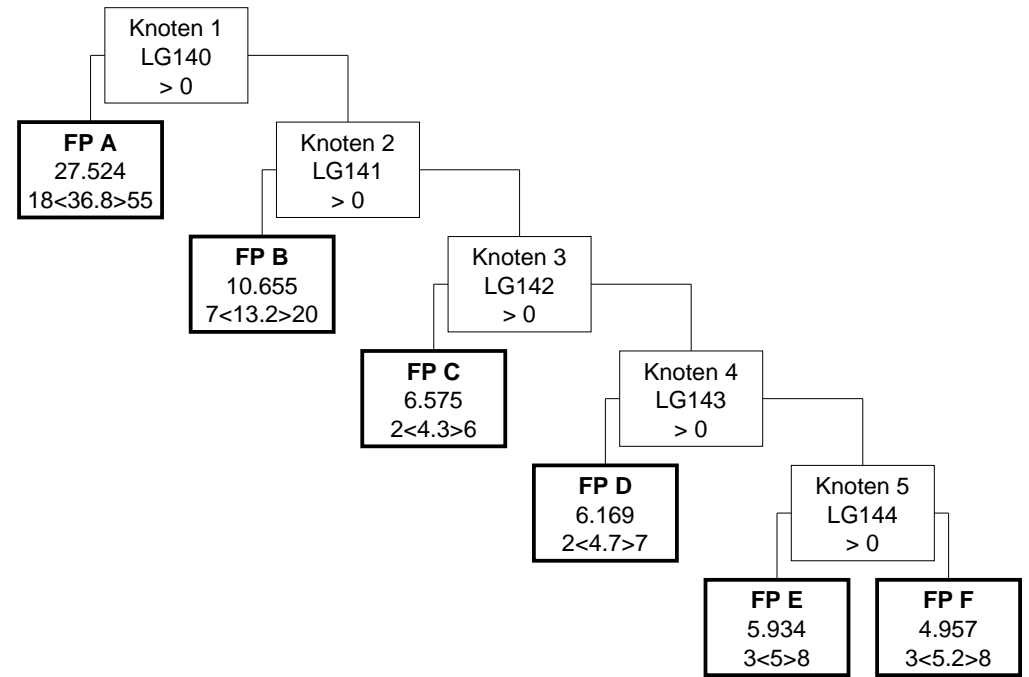 Knoten 1
LG140
> 0
FP A
27.524
18<36.8>55
Knoten 2
LG141
> 0
FP B
10.655
7<13.2>20
Knoten 3
LG142
> 0
FP C
6.575
2<4.3>6
Knoten 4
LG143
> 0
FP D
6.169
2<4.7>7
Knoten 5
LG144
> 0
FP E
5.934
3<5>8
FP F
4.957
3<5.2>8